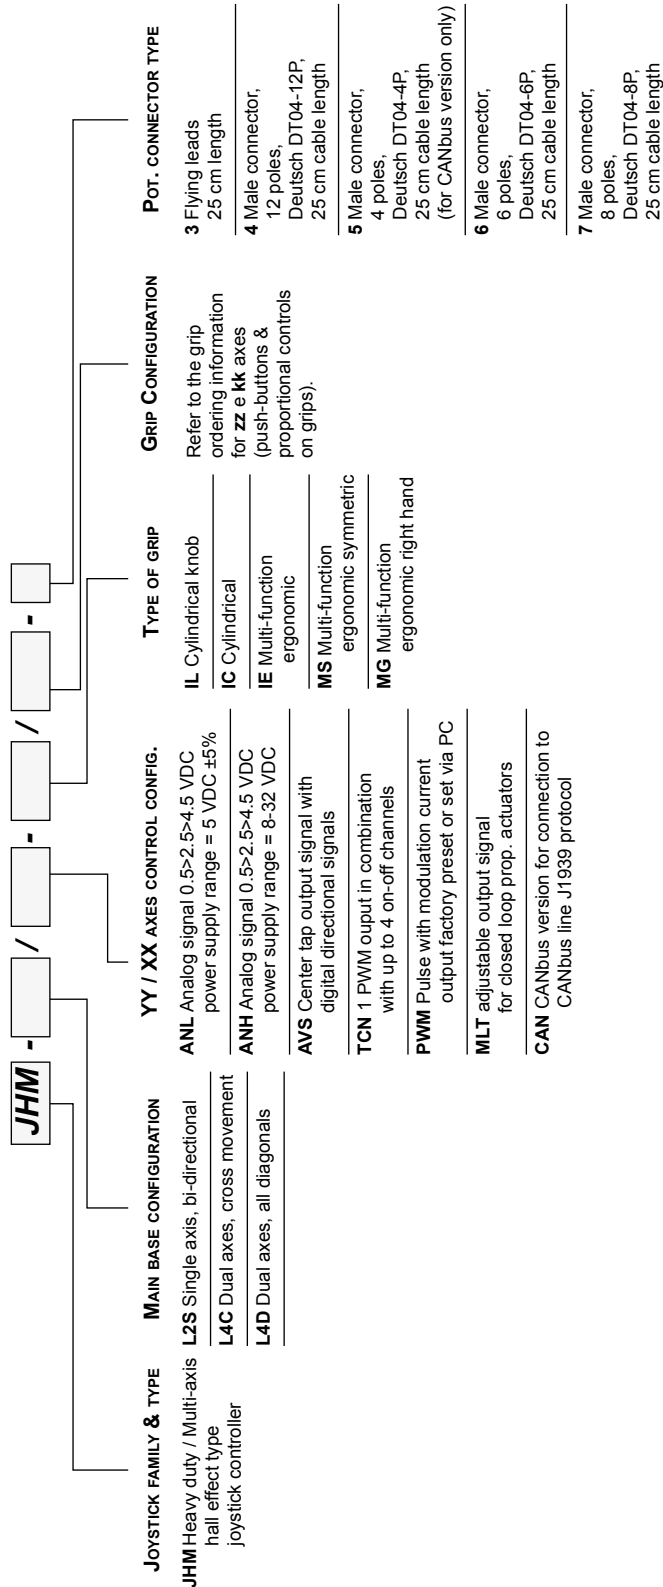 JHM - / - / -
JOYSTICK FAMILY & TYPE
JHM Heavy duty / Multi-axis
hall effect type
joystick controller
MAIN BASE CONFIGURATION
L2S Single axis, bi-directional
L4C Dual axes, cross movement
L4D Dual axes, all diagonals
YY / XX AXES CONTROL CONFIG.
ANL Analog signal 0.5>2.5>4.5 VDC
power supply range = 5 VDC ±5%
ANH Analog signal 0.5>2.5>4.5 VDC
power supply range = 8-32 VDC
AVS Center tap output signal with
digital directional signals
TCN 1 PWM ouput in combination
with up to 4 on-off channels
PWM Pulse with modulation current
output factory preset or set via PC
MLT adjustable output signal
for closed loop prop. actuators
CAN CANbus version for connection to
CANbus line J1939 protocol
TYPE OF GRIP
IL Cylindrical knob
IC Cylindrical
IE Multi-function
ergonomic
MS Multi-function
ergonomic symmetric
MG Multi-function
ergonomic right hand
GRIP CONFIGURATION
Refer to the grip
ordering information
for zz e kk axes
(push-buttons &
proportional controls
on grips).
POT. CONNECTOR TYPE
3 Flying leads
25 cm length
4 Male connector,
12 poles,
Deutsch DT04-12P,
25 cm cable length
5 Male connector,
4 poles,
Deutsch DT04-4P,
25 cm cable length
(for CANbus version only)
6 Male connector,
6 poles,
Deutsch DT04-6P,
25 cm cable length
7 Male connector,
8 poles,
Deutsch DT04-8P,
25 cm cable length